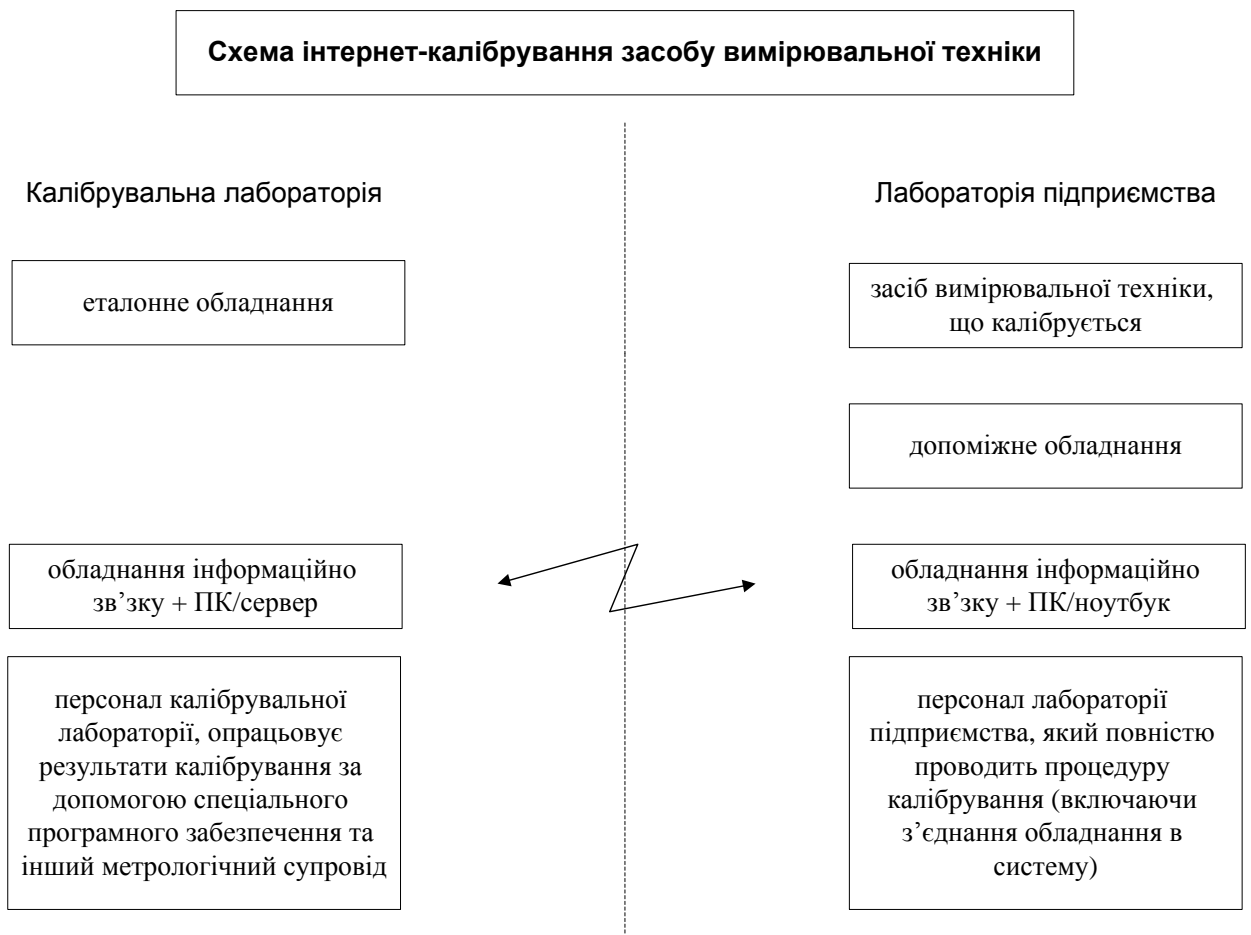 Схема інтернет-калібрування засобу вимірювальної техніки
Калібрувальна лабораторія
еталонне обладнання
обладнання інформаційно
зв’зку + ПК/сервер
персонал калібрувальної
лабораторії, опрацьовує
результати калібрування за
допомогою спеціального
програмного забезпечення та
інший метрологічний супровід
Лабораторія підприємства
засіб вимірювальної техніки,
що калібрується
допоміжне обладнання
обладнання інформаційно
зв’зку + ПК/ноутбук
персонал лабораторії
підприємства, який повністю
проводить процедуру
калібрування (включаючи
з’єднання обладнання в
систему)